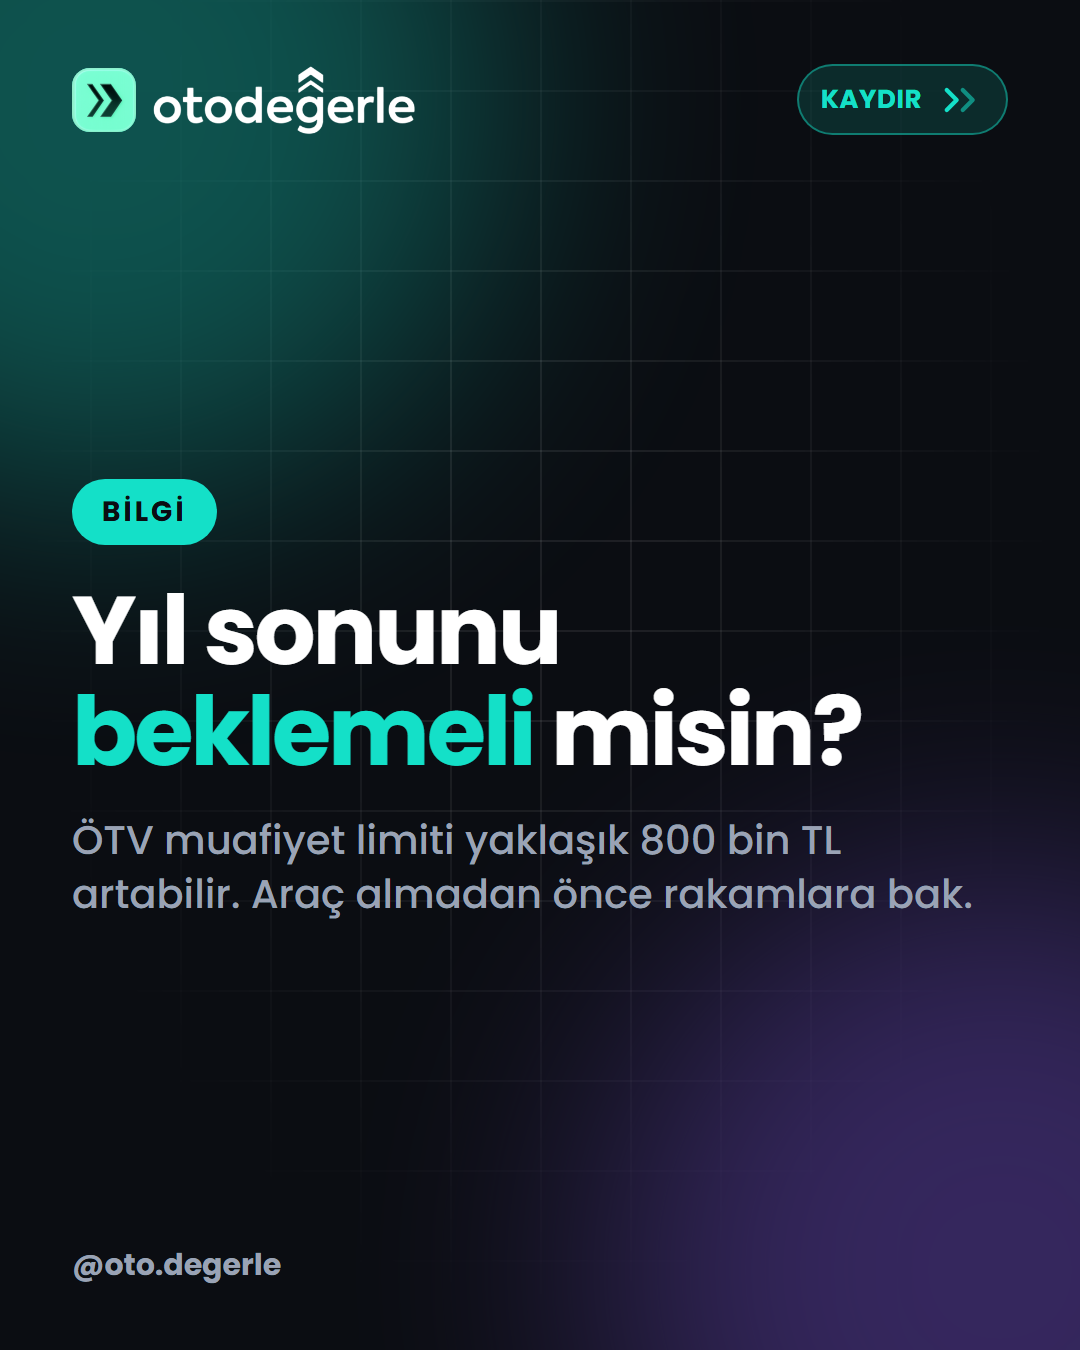 otodeğerle
KAYDIR
BİLGİ
Yıl sonunu
beklemeli misin?
ÖTV muafiyet limiti yaklaşık 800 bin TL
artabilir. Araç almadan önce rakamlara bak.
@oto.degerle